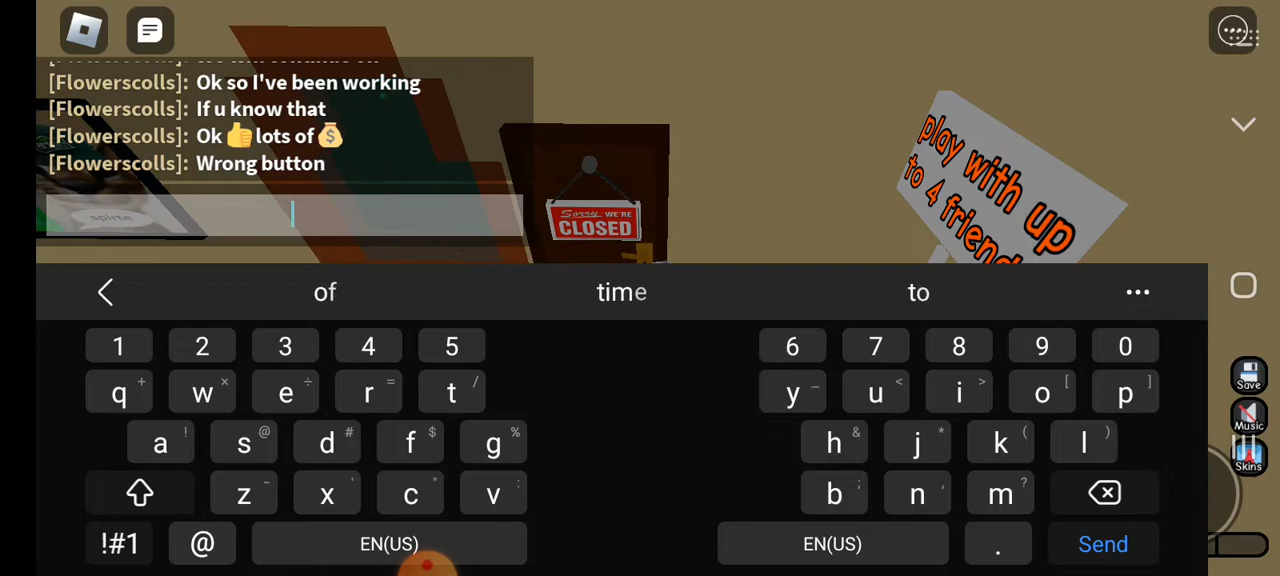 [Flowerscolls]: Ok so I've been working
[Flowerscolls]: If u know that
[Flowerscolls]: Ok 👍 lots of 💰
[Flowerscolls]: Wrong button
spirte
Sorry WE'RE
CLOSED
play with up
to 4 friend
of time to
1 2 3 4 5 6 7 8 9 0
q + w × e ÷ r = t / y _ u < i > o [ p ]
a ! s @ d # f $ g % h & j * k ( l )
z - x ' c " v : b ; n , m ?
!#1 @ EN(US) EN(US) . Send
Save
Music
Skins